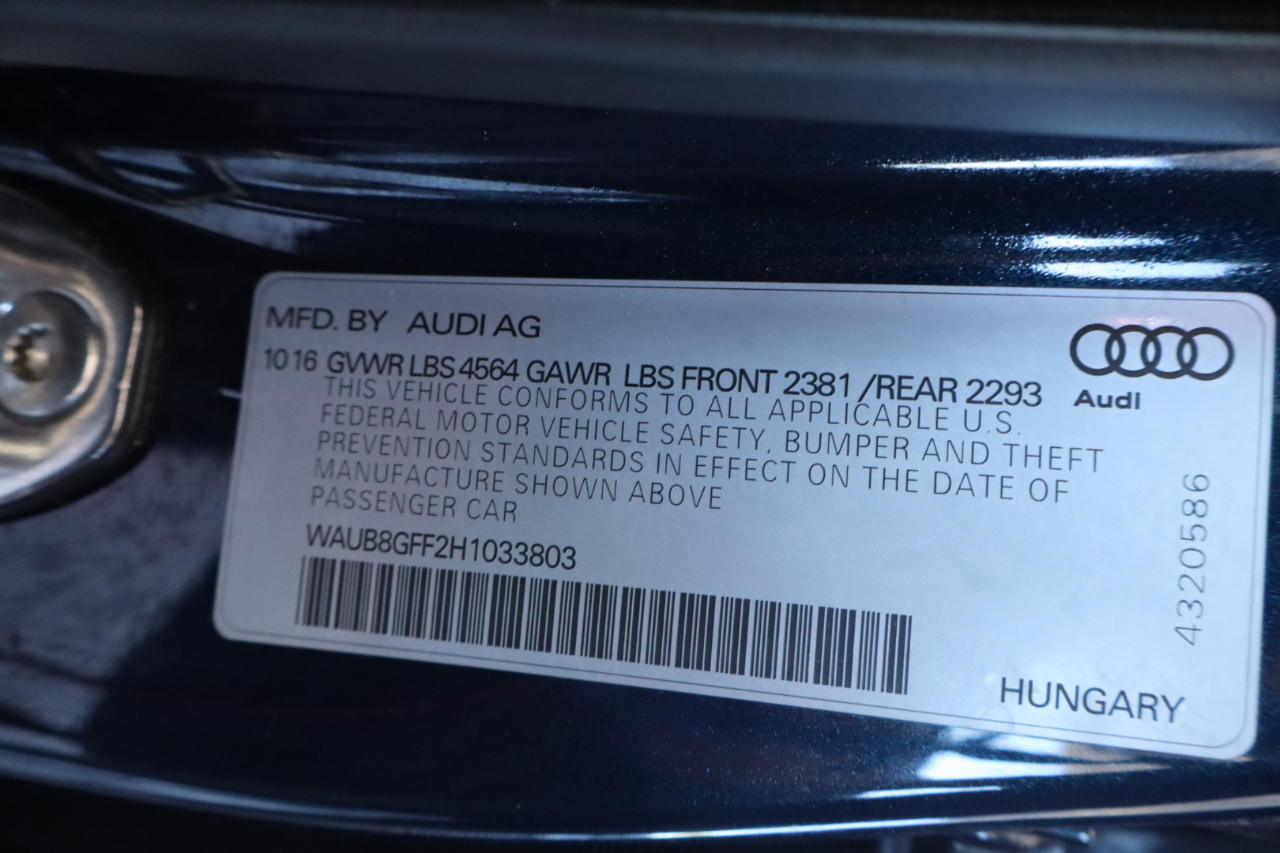 MFD. BY AUDI AG
10 16 GVWR LBS 4564 GAWR LBS FRONT 2381 /REAR 2293
THIS VEHICLE CONFORMS TO ALL APPLICABLE U.S.
FEDERAL MOTOR VEHICLE SAFETY, BUMPER AND THEFT
PREVENTION STANDARDS IN EFFECT ON THE DATE OF
MANUFACTURE SHOWN ABOVE
PASSENGER CAR
WAUB8GFF2H1033803
Audi
4320586
HUNGARY